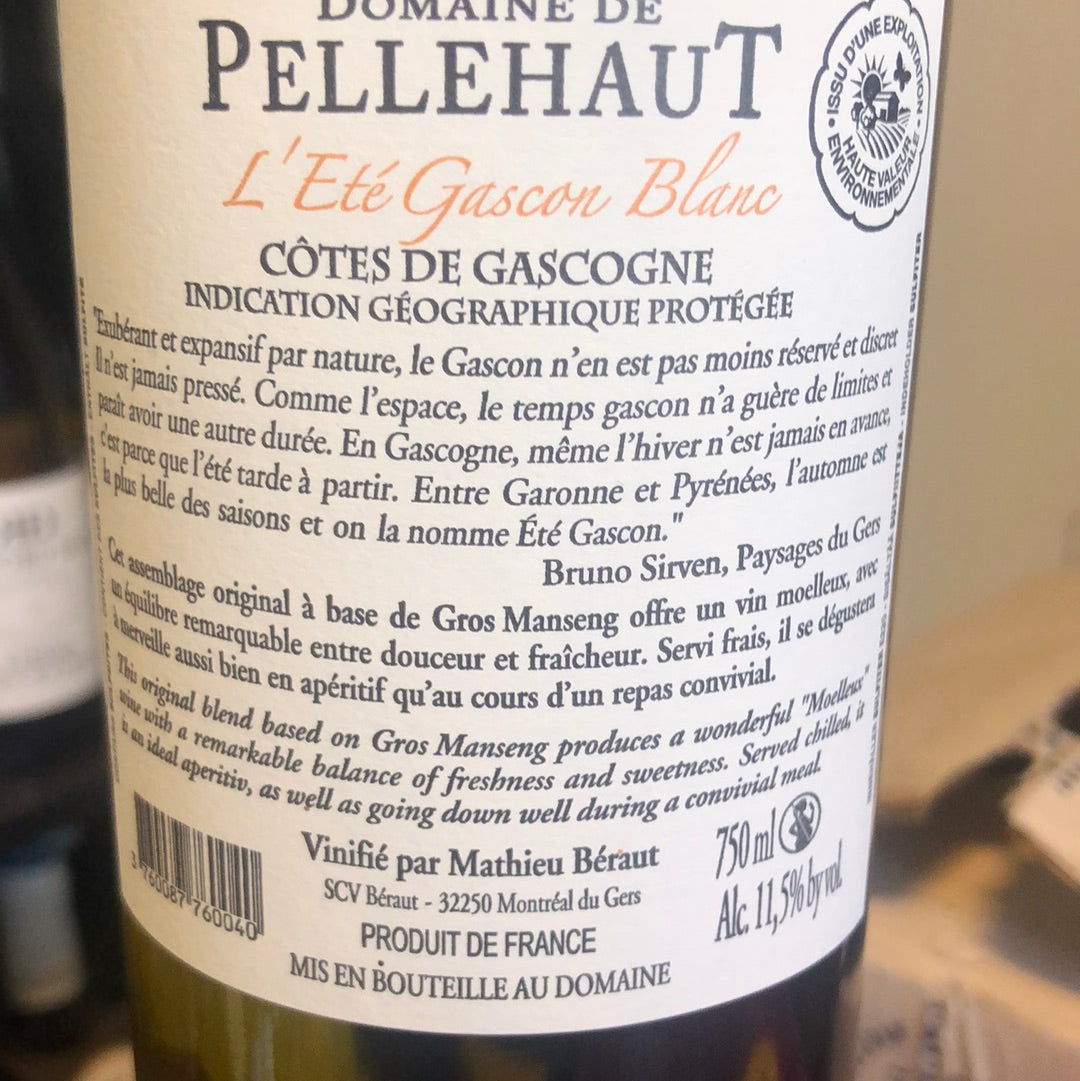 DOMAINE DE
PELLEHAUT
L'Eté Gascon Blanc
CÔTES DE GASCOGNE
INDICATION GÉOGRAPHIQUE PROTÉGÉE
ISSU D'UNE EXPLOITATION
HAUTE VALEUR
ENVIRONNEMENTALE
"Exubérant et expansif par nature, le Gascon n'en est pas moins réservé et discret
Il n'est jamais pressé. Comme l'espace, le temps gascon n'a guère de limites et
paraît avoir une autre durée. En Gascogne, même l'hiver n'est jamais en avance,
c'est parce que l'été tarde à partir. Entre Garonne et Pyrénées, l'automne est
la plus belle des saisons et on la nomme Été Gascon."
Bruno Sirven, Paysages du Gers
Cet assemblage original à base de Gros Manseng offre un vin moelleux, avec
un équilibre remarquable entre douceur et fraîcheur. Servi frais, il se dégustera
à merveille aussi bien en apéritif qu'au cours d'un repas convivial.
This original blend based on Gros Manseng produces a wonderful "Moelleux"
wine with a remarkable balance of freshness and sweetness. Served chilled, it
is an ideal aperitiv, as well as going down well during a convivial meal.
3 760087 760040
Vinifié par Mathieu Béraut
SCV Béraut - 32250 Montréal du Gers
PRODUIT DE FRANCE
MIS EN BOUTEILLE AU DOMAINE
750 ml
Alc. 11,5% by vol.
INDEHOLDER SULFITER